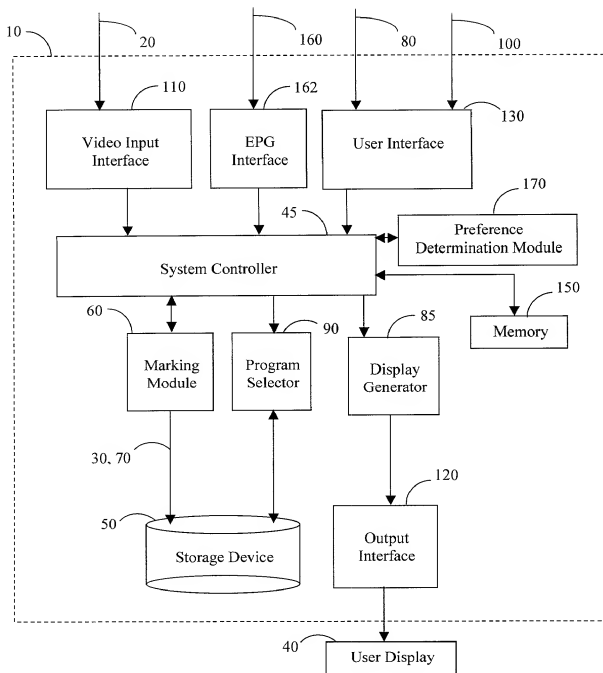 10
20
160
80
100
110
162
130
Video Input
Interface
EPG
Interface
User Interface
170
45
Preference
Determination Module
System Controller
150
60
90
85
Memory
Marking
Module
Program
Selector
Display
Generator
30, 70
120
50
Storage Device
Output
Interface
40
User Display